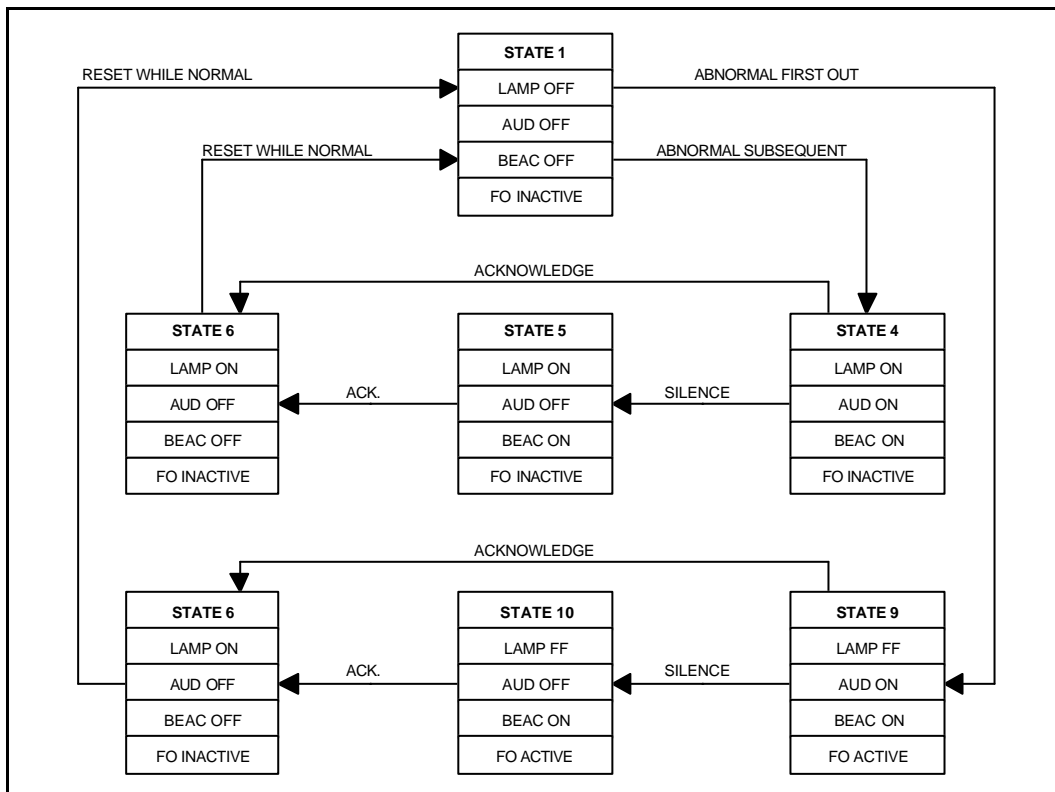 STATE 1
RESET WHILE NORMAL
LAMP OFF
ABNORMAL FIRST OUT
AUD OFF
RESET WHILE NORMAL
BEAC OFF
ABNORMAL SUBSEQUENT
FO INACTIVE
ACKNOWLEDGE
STATE 6
LAMP ON
AUD OFF
BEAC OFF
FO INACTIVE
ACK.
STATE 5
LAMP ON
AUD OFF
BEAC ON
FO INACTIVE
SILENCE
STATE 4
LAMP ON
AUD ON
BEAC ON
FO INACTIVE
ACKNOWLEDGE
STATE 6
LAMP ON
AUD OFF
BEAC OFF
FO INACTIVE
ACK.
STATE 10
LAMP FF
AUD OFF
BEAC ON
FO ACTIVE
SILENCE
STATE 9
LAMP FF
AUD ON
BEAC ON
FO ACTIVE